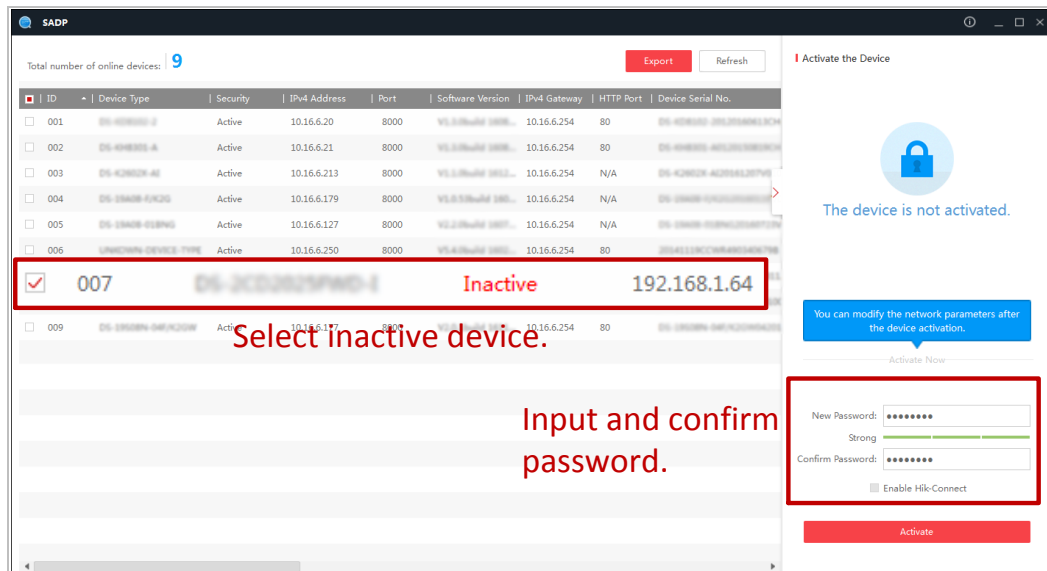 SADP
Total number of online devices: 9
Export Refresh
ID Device Type Security IPv4 Address Port Software Version IPv4 Gateway HTTP Port Device Serial No.
001 Active 10.16.6.20 8000 10.16.6.254 80
002 Active 10.16.6.21 8000 10.16.6.254 80
003 Active 10.16.6.213 8000 10.16.6.254 N/A
004 Active 10.16.6.179 8000 10.16.6.254 N/A
005 Active 10.16.6.127 8000 10.16.6.254 N/A
006 Active 10.16.6.250 8000 10.16.6.254 80
007 Inactive 192.168.1.64
009 10.16.6.254 80
Select inactive device.
Input and confirm
password.
Activate the Device
The device is not activated.
You can modify the network parameters after
the device activation.
Activate Now
New Password: ••••••••
Strong
Confirm Password: ••••••••
Enable Hik-Connect
Activate